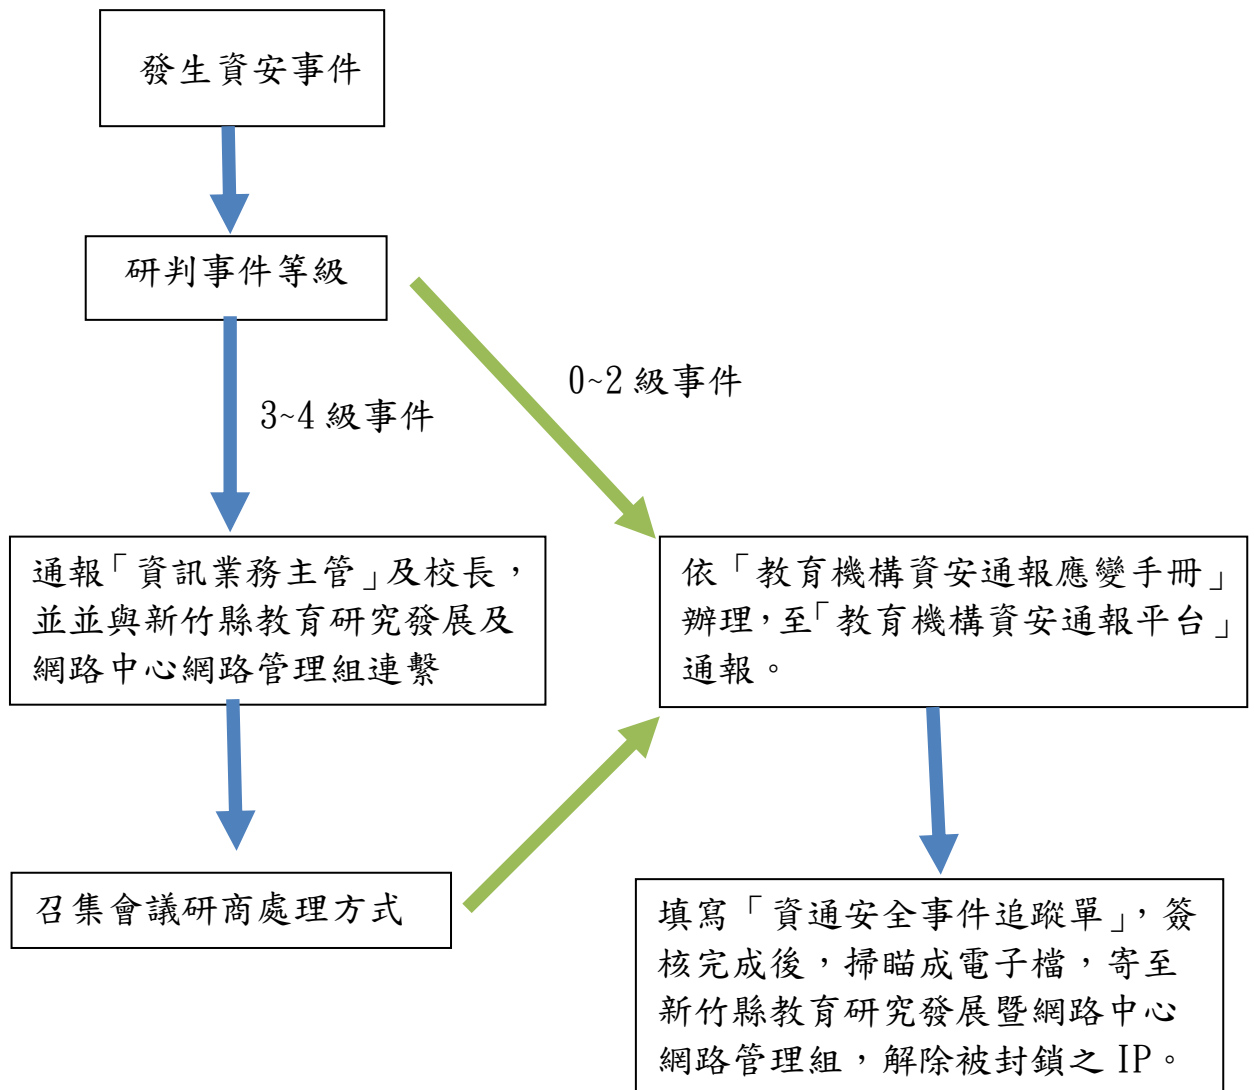 發生資安事件
研判事件等級
0~2 級事件
3~4 級事件
通報「資訊業務主管」及校長，
並並與新竹縣教育研究發展及
網路中心網路管理組連繫
依「教育機構資安通報應變手冊」
辦理，至「教育機構資安通報平台」
通報。
召集會議研商處理方式
填寫「資通安全事件追蹤單」，簽
核完成後，掃瞄成電子檔，寄至
新竹縣教育研究發展暨網路中心
網路管理組，解除被封鎖之 IP。